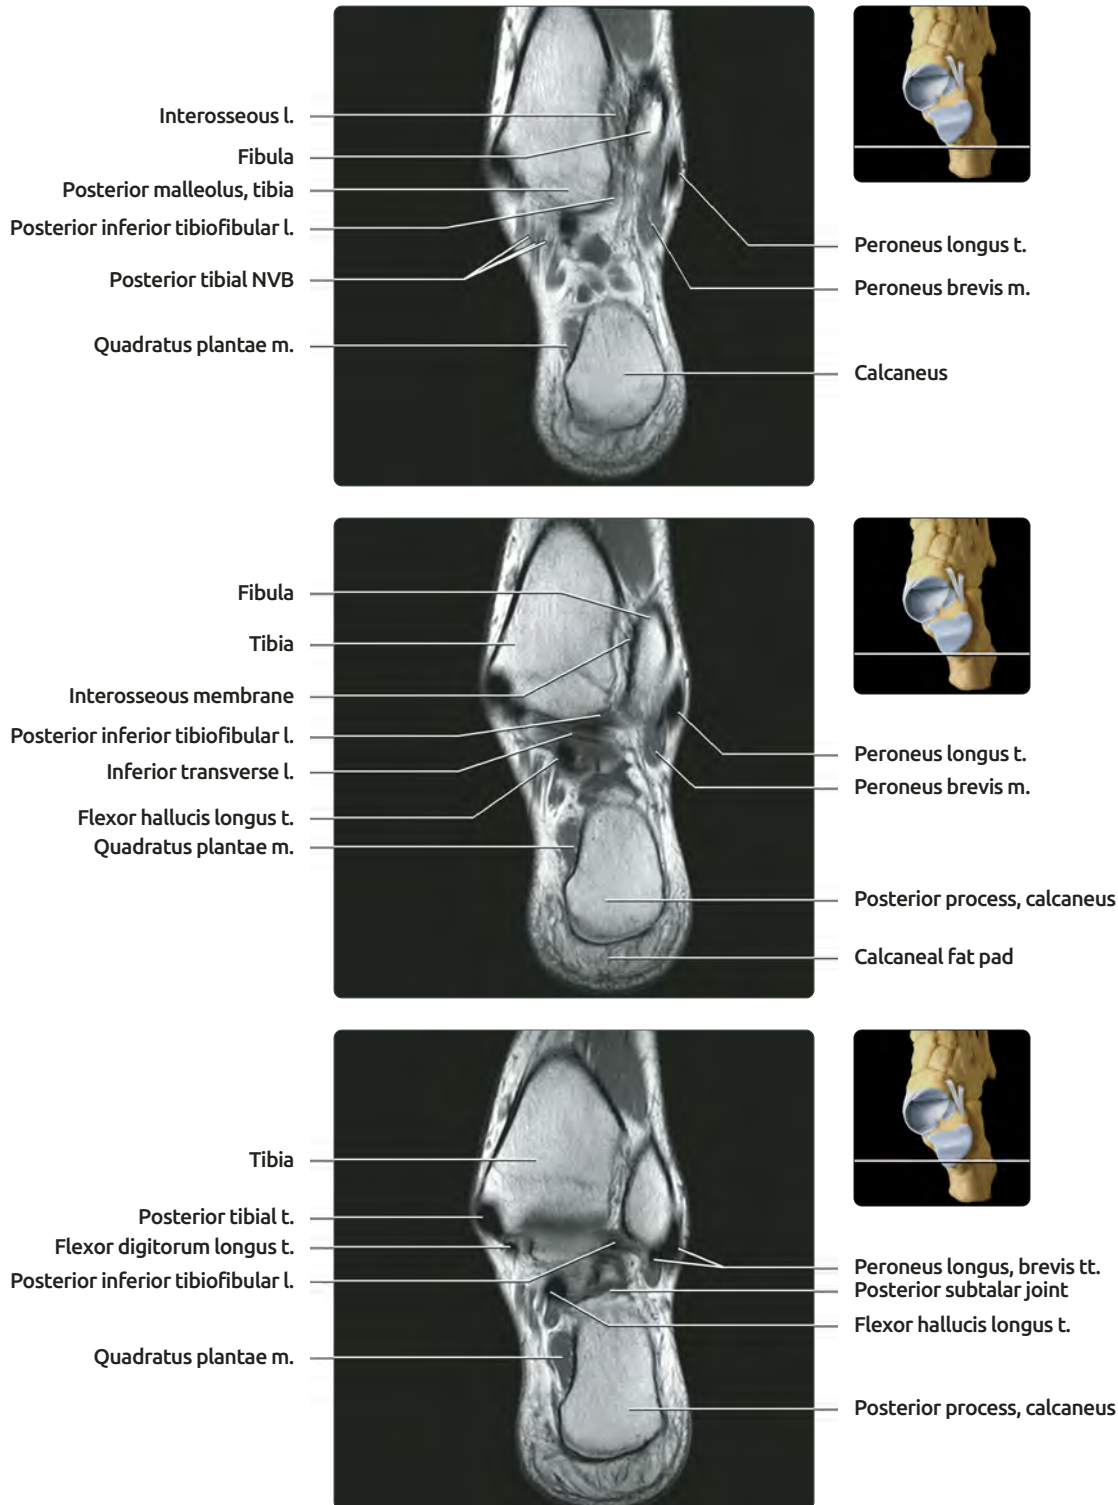 Interosseous l.
Fibula
Posterior malleolus, tibia
Posterior inferior tibiofibular l.
Posterior tibial NVB
Quadratus plantae m.
Peroneus longus t.
Peroneus brevis m.
Calcaneus
Fibula
Tibia
Interosseous membrane
Posterior inferior tibiofibular l.
Inferior transverse l.
Flexor hallucis longus t.
Quadratus plantae m.
Peroneus longus t.
Peroneus brevis m.
Posterior process, calcaneus
Calcaneal fat pad
Tibia
Posterior tibial t.
Flexor digitorum longus t.
Posterior inferior tibiofibular l.
Quadratus plantae m.
Peroneus longus, brevis tt.
Posterior subtalar joint
Flexor hallucis longus t.
Posterior process, calcaneus